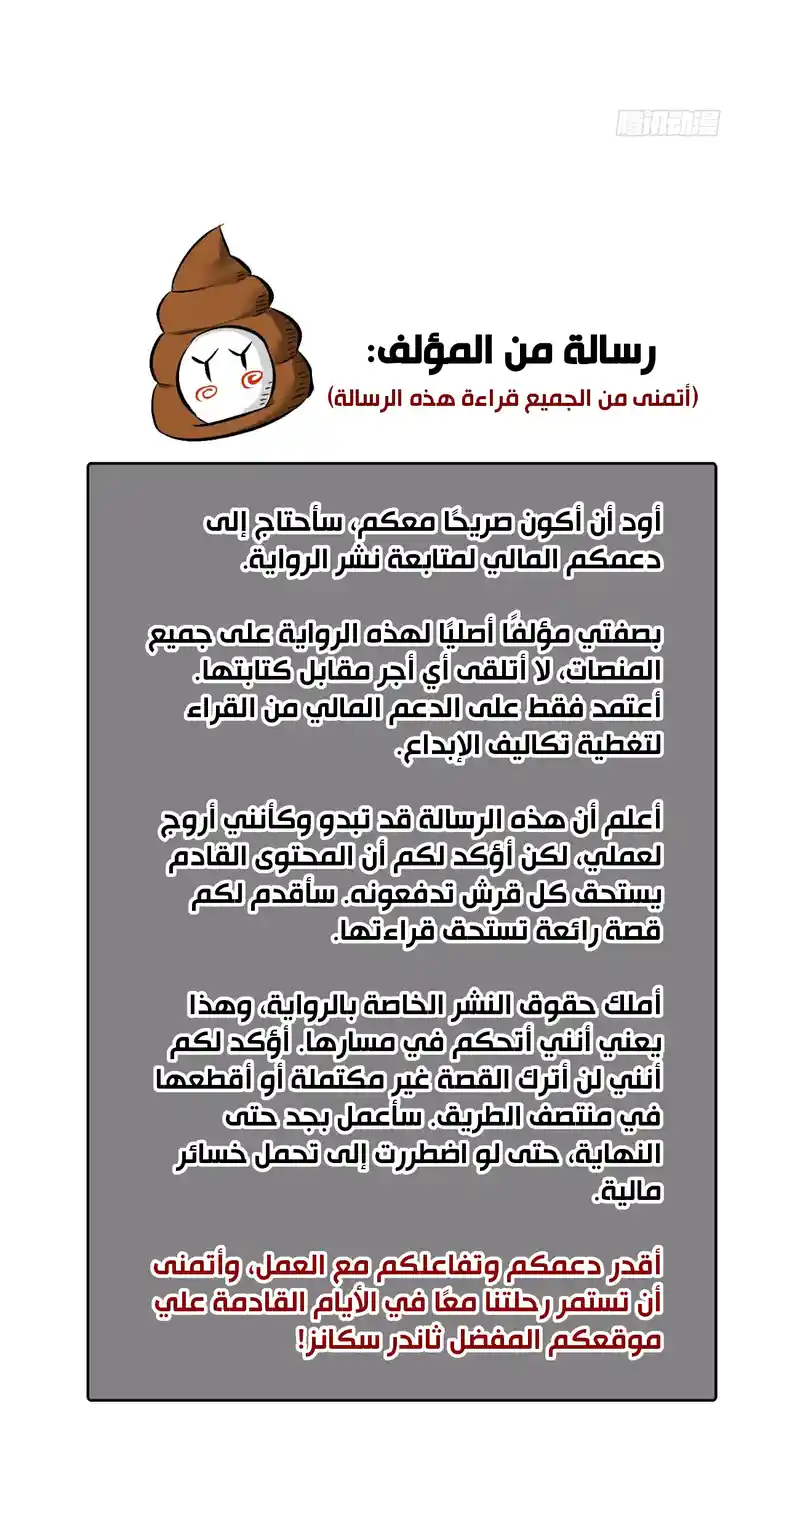 腾讯动漫
رسالة من المؤلف:
(أتمنى من الجميع قراءة هذه الرسالة)
أود أن أكون صريحًا معكم، سأحتاج إلى
دعمكم المالي لمتابعة نشر الرواية.
بصفتي مؤلفًا أصليًا لهذه الرواية على جميع
المنصات، لا أتلقى أي أجر مقابل كتابتها.
أعتمد فقط على الدعم المالي من القراء
لتغطية تكاليف الإبداع.
أعلم أن هذه الرسالة قد تبدو وكأنني أروج
لعملي، لكن أؤكد لكم أن المحتوى القادم
يستحق كل قرش تدفعونه. سأقدم لكم
قصة رائعة تستحق قراءتها.
أملك حقوق النشر الخاصة بالرواية، وهذا
يعني أنني أتحكم في مسارها. أؤكد لكم
أنني لن أترك القصة غير مكتملة أو أقطعها
في منتصف الطريق. سأعمل بجد حتى
النهاية، حتى لو اضطررت إلى تحمل خسائر
مالية.
أقدر دعمكم وتفاعلكم مع العمل، وأتمنى
أن تستمر رحلتنا معًا في الأيام القادمة علي
موقعكم المفضل ثاندر سكانز!